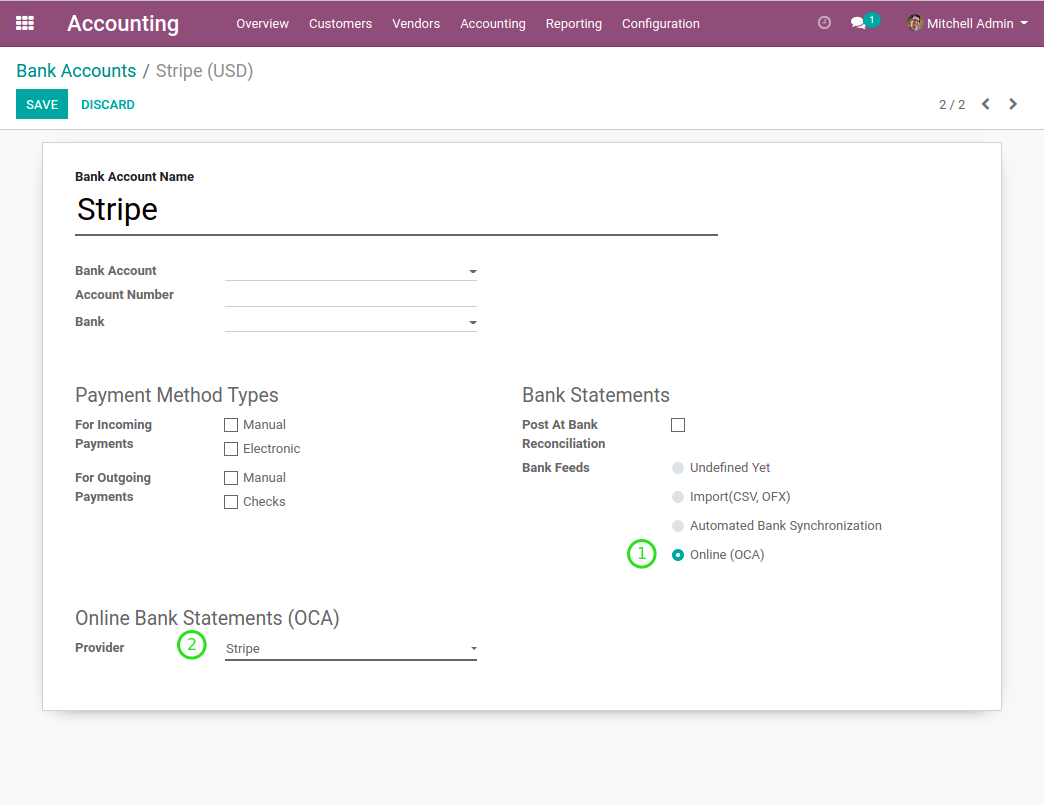 Accounting Overview Customers Vendors Accounting Reporting Configuration 1 Mitchell Admin
Bank Accounts / Stripe (USD)
SAVE DISCARD 2 / 2
Bank Account Name
Stripe
Bank Account
Account Number
Bank
Payment Method Types
For Incoming Payments
Manual
Electronic
For Outgoing Payments
Manual
Checks
Bank Statements
Post At Bank Reconciliation
Bank Feeds
Undefined Yet
Import(CSV, OFX)
Automated Bank Synchronization
1 Online (OCA)
Online Bank Statements (OCA)
Provider 2 Stripe